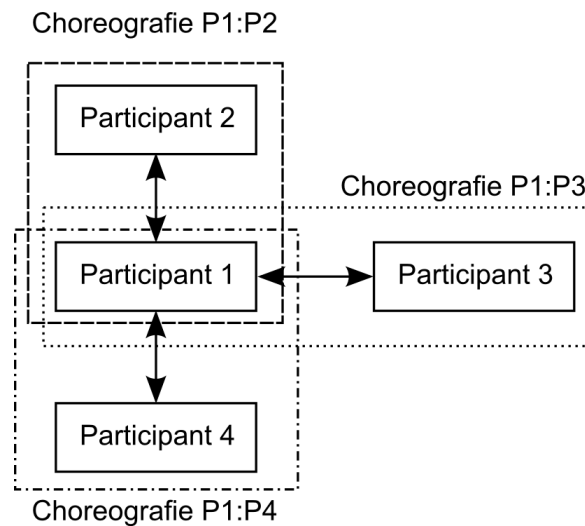 Choreografie P1:P2
Participant 2
Choreografie P1:P3
Participant 1
Participant 3
Participant 4
Choreografie P1:P4